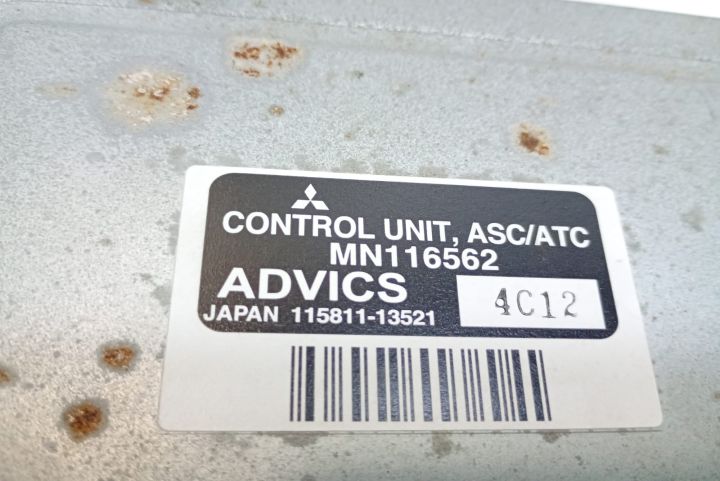 CONTROL UNIT, ASC/ATC
MN116562
ADVICS
4C12
JAPAN 115811-13521